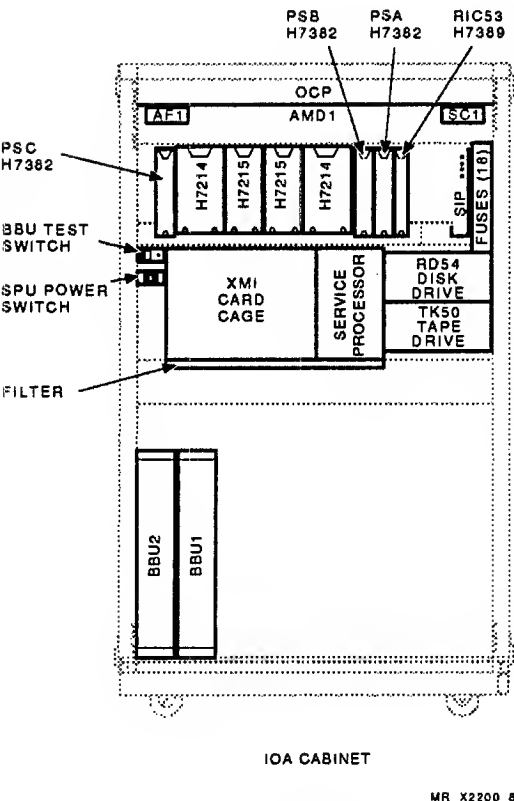 PSB
H7382
PSA
H7382
RIC53
H7389
OCP
AF1
AMD1
SC1
PSC
H7382
H7214
H7215
H7215
H7214
SIP
FUSES (18)
BBU TEST
SWITCH
SPU POWER
SWITCH
XMI
CARD
CAGE
SERVICE
PROCESSOR
RD54
DISK
DRIVE
TK50
TAPE
DRIVE
FILTER
BBU2
BBU1
IOA CABINET
MR X2200 8